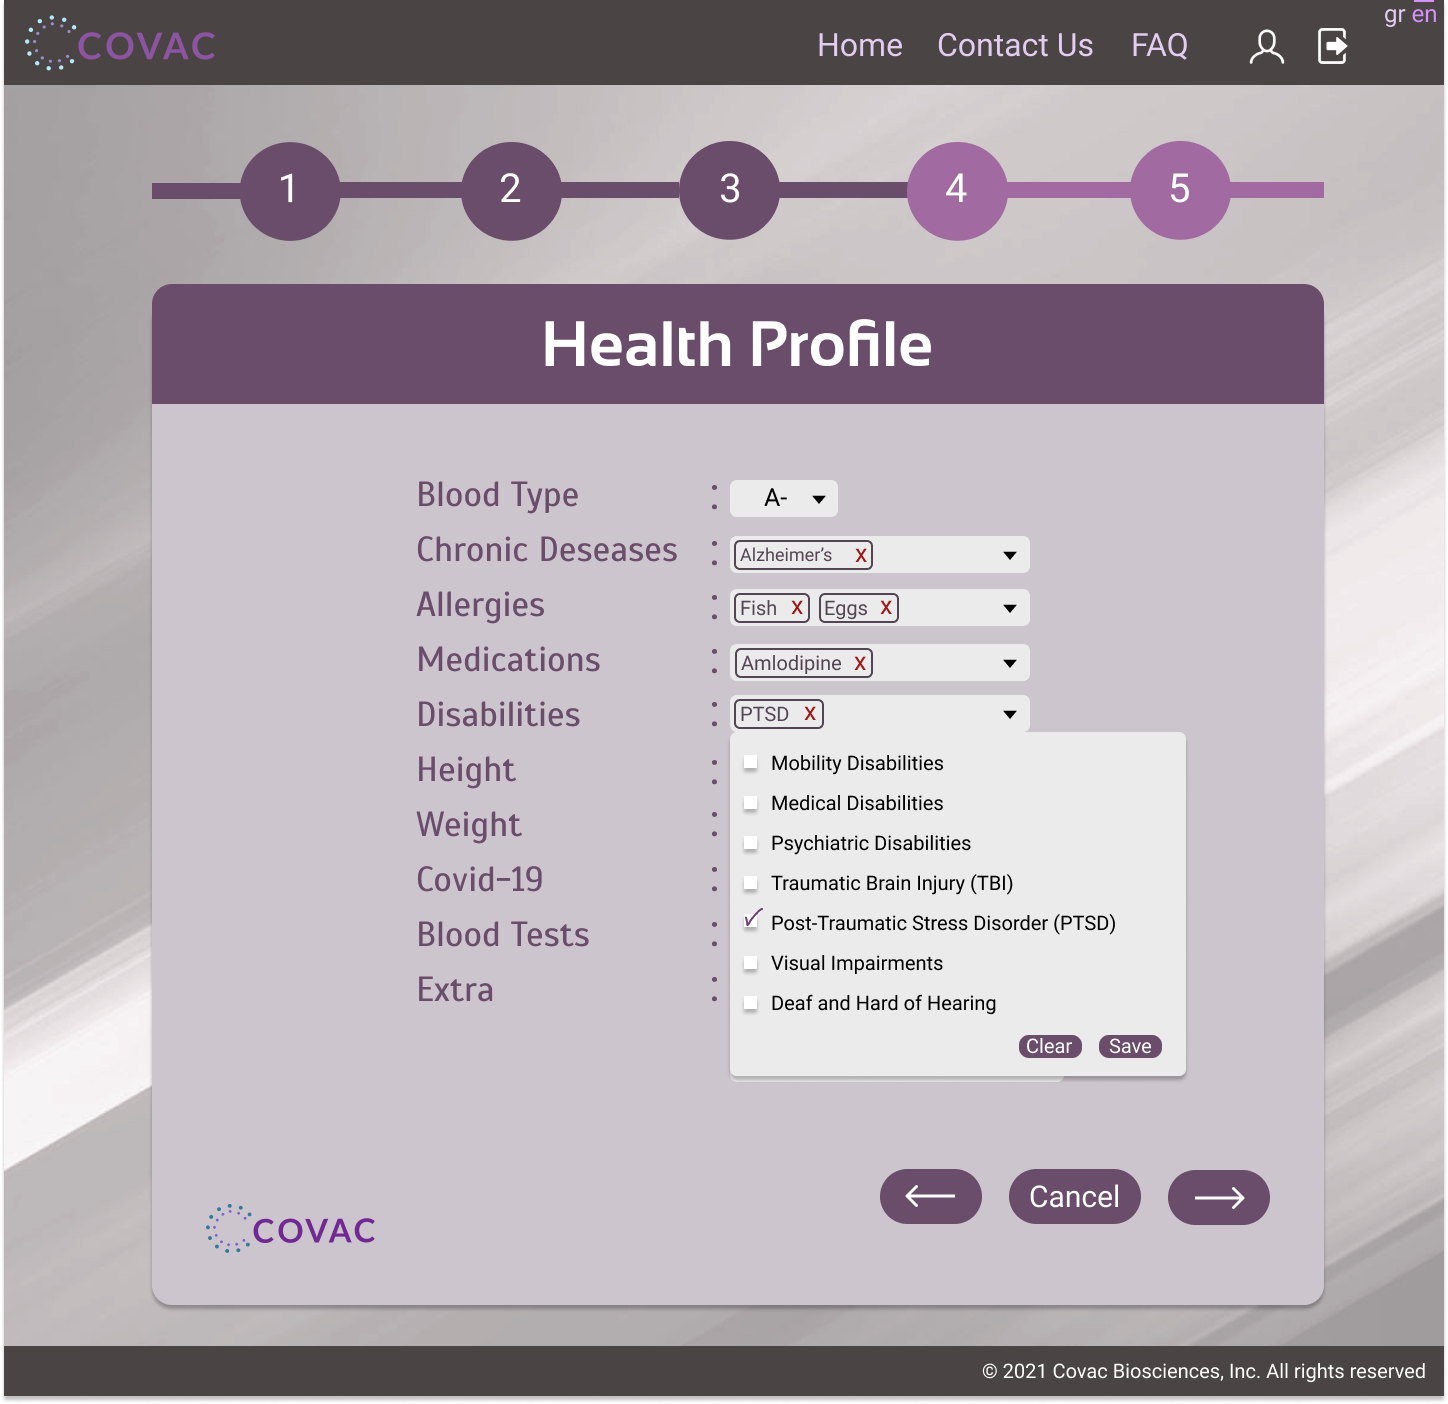 gr en
COVAC Home Contact Us FAQ
1 2 3 4 5
Health Profile
Blood Type : A-
Chronic Deseases : Alzheimer's X
Allergies : Fish X Eggs X
Medications : Amlodipine X
Disabilities : PTSD X
Height :
Weight :
Covid-19 :
Blood Tests :
Extra :
Mobility Disabilities
Medical Disabilities
Psychiatric Disabilities
Traumatic Brain Injury (TBI)
Post-Traumatic Stress Disorder (PTSD)
Visual Impairments
Deaf and Hard of Hearing
Clear Save
Cancel
COVAC
© 2021 Covac Biosciences, Inc. All rights reserved